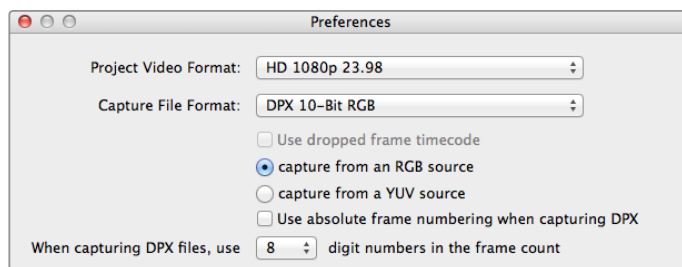 Preferences
Project Video Format: HD 1080p 23.98
Capture File Format: DPX 10-Bit RGB
Use dropped frame timecode
capture from an RGB source
capture from a YUV source
Use absolute frame numbering when capturing DPX
When capturing DPX files, use 8 digit numbers in the frame count